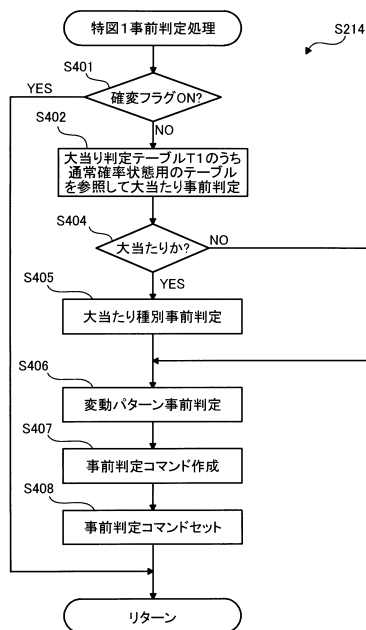 特図1事前判定処理
S214
S401
YES
確変フラグON?
S402
NO
大当り判定テーブルT1のうち
通常確率状態用のテーブル
を参照して大当たり事前判定
S404
大当たりか?
NO
YES
S405
大当たり種別事前判定
S406
変動パターン事前判定
S407
事前判定コマンド作成
S408
事前判定コマンドセット
リターン